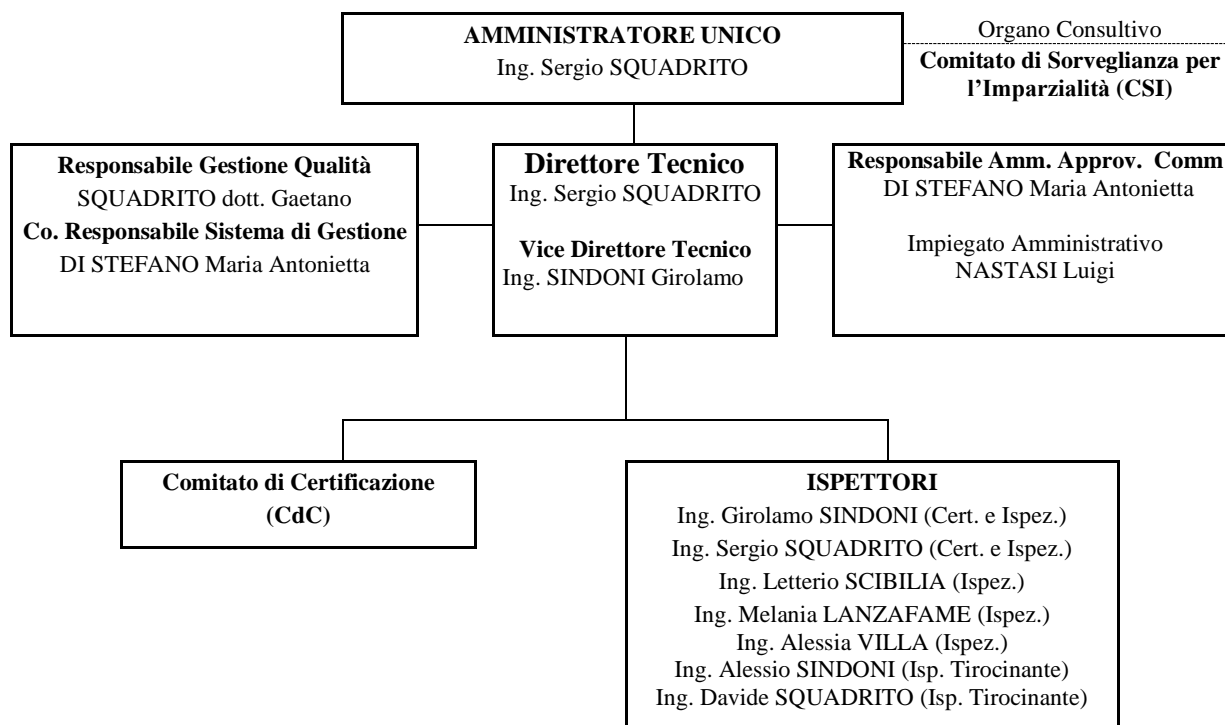 AMMINISTRATORE UNICO
Ing. Sergio SQUADRITO
Organo Consultivo
Comitato di Sorveglianza per
l’Imparzialità (CSI)
Responsabile Gestione Qualità
SQUADRITO dott. Gaetano
Co. Responsabile Sistema di Gestione
DI STEFANO Maria Antonietta
Direttore Tecnico
Ing. Sergio SQUADRITO
Vice Direttore Tecnico
Ing. SINDONI Girolamo
Responsabile Amm. Approv. Comm
DI STEFANO Maria Antonietta
Impiegato Amministrativo
NASTASI Luigi
Comitato di Certificazione
(CdC)
ISPETTORI
Ing. Girolamo SINDONI (Cert. e Ispez.)
Ing. Sergio SQUADRITO (Cert. e Ispez.)
Ing. Letterio SCIBILIA (Ispez.)
Ing. Melania LANZAFAME (Ispez.)
Ing. Alessia VILLA (Ispez.)
Ing. Alessio SINDONI (Isp. Tirocinante)
Ing. Davide SQUADRITO (Isp. Tirocinante)